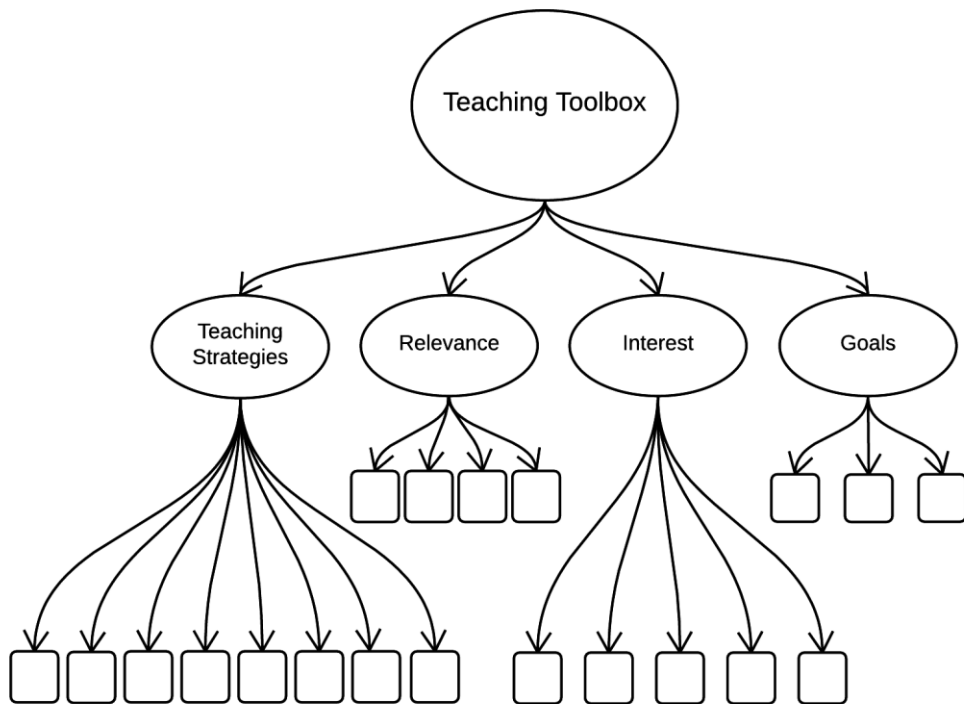 Teaching Toolbox
Teaching
Strategies
Relevance
Interest
Goals